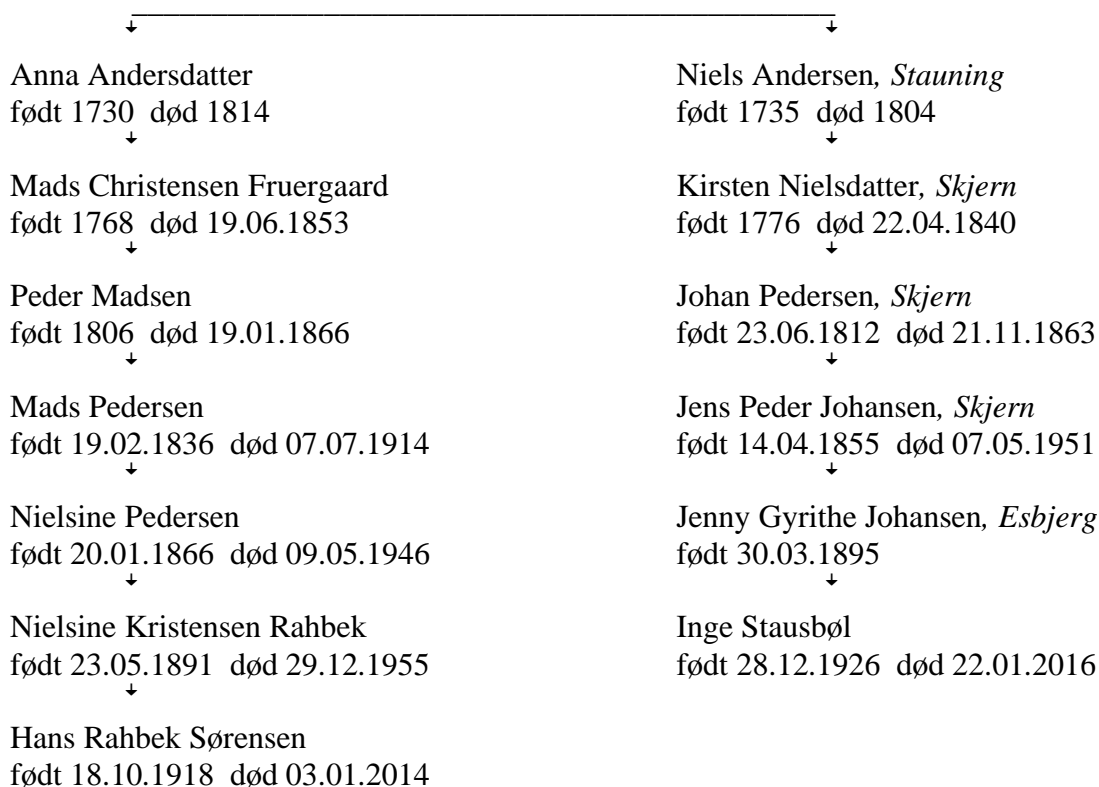 Anna Andersdatter
født 1730 død 1814
Mads Christensen Fruergaard
født 1768 død 19.06.1853
Peder Madsen
født 1806 død 19.01.1866
Mads Pedersen
født 19.02.1836 død 07.07.1914
Nielsine Pedersen
født 20.01.1866 død 09.05.1946
Nielsine Kristensen Rahbek
født 23.05.1891 død 29.12.1955
Hans Rahbek Sørensen
født 18.10.1918 død 03.01.2014
Niels Andersen, Stauning
født 1735 død 1804
Kirsten Nielsdatter, Skjern
født 1776 død 22.04.1840
Johan Pedersen, Skjern
født 23.06.1812 død 21.11.1863
Jens Peder Johansen, Skjern
født 14.04.1855 død 07.05.1951
Jenny Gyrithe Johansen, Esbjerg
født 30.03.1895
Inge Stausbøl
født 28.12.1926 død 22.01.2016